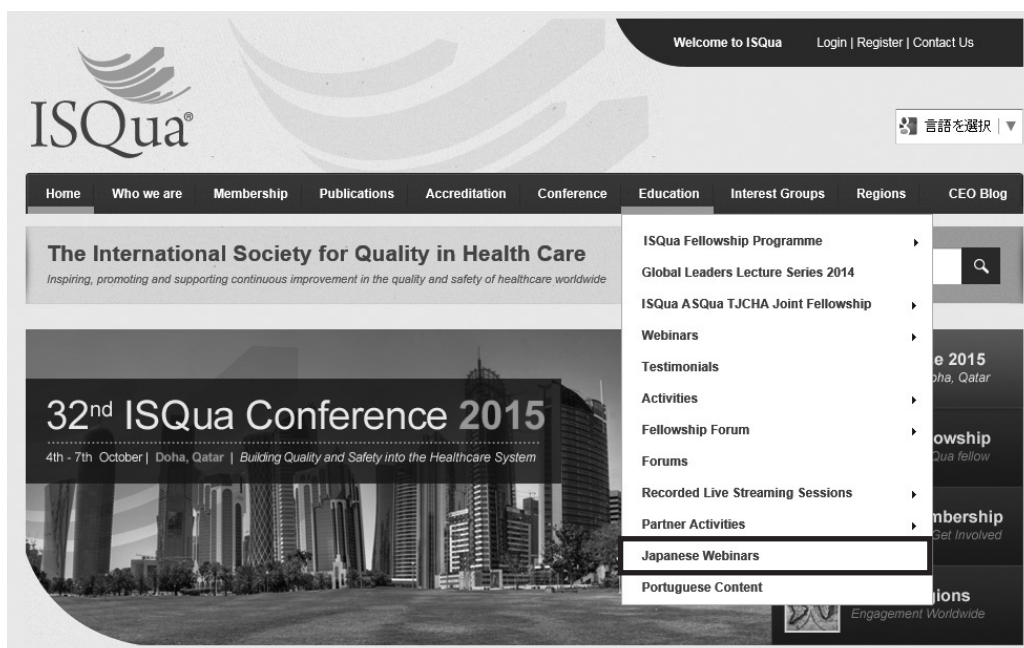 Welcome to ISQua Login | Register | Contact Us
ISQua®
言語を選択 | ▼
Home Who we are Membership Publications Accreditation Conference Education Interest Groups Regions CEO Blog
The International Society for Quality in Health Care
Inspiring, promoting and supporting continuous improvement in the quality and safety of healthcare worldwide
ISQua Fellowship Programme
Global Leaders Lecture Series 2014
ISQua ASQua TJCHA Joint Fellowship
Webinars
Testimonials
Activities
Fellowship Forum
Forums
Recorded Live Streaming Sessions
Partner Activities
Japanese Webinars
Portuguese Content
32nd ISQua Conference 2015
4th - 7th October | Doha, Qatar | Building Quality and Safety into the Healthcare System
2015
Qatar
fellow
Get Involved
Engagement Worldwide